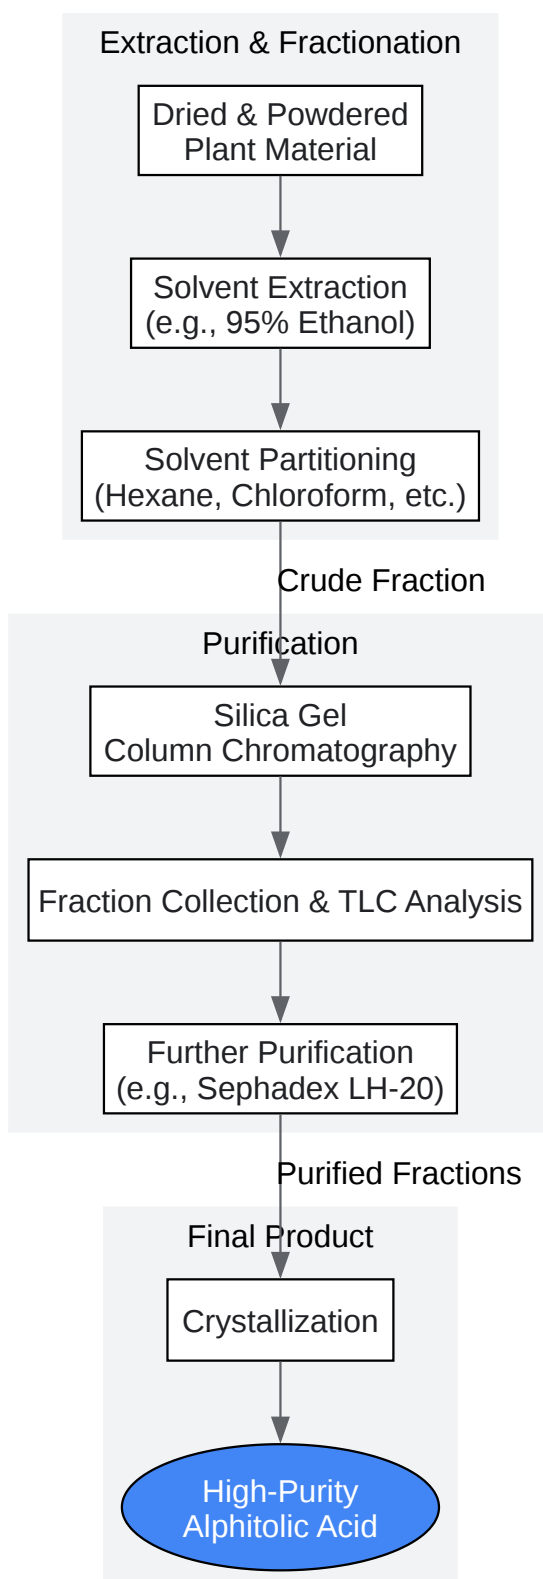 Extraction & Fractionation
Dried & Powdered
Plant Material
Solvent Extraction
(e.g., 95% Ethanol)
Solvent Partitioning
(Hexane, Chloroform, etc.)
Crude Fraction
Purification
Silica Gel
Column Chromatography
Fraction Collection & TLC Analysis
Further Purification
(e.g., Sephadex LH-20)
Purified Fractions
Final Product
Crystallization
High-Purity
Alphitolic Acid